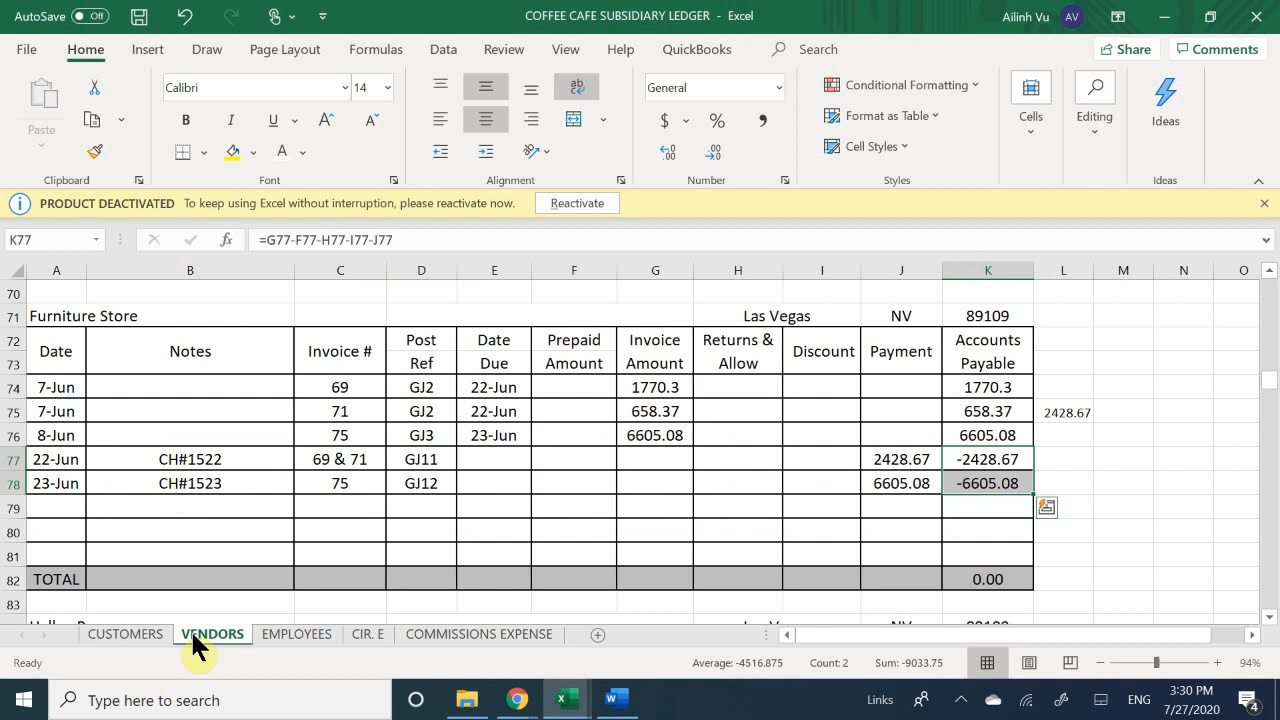 AutoSave Off COFFEE CAFE SUBSIDIARY LEDGER - Excel Ailinh Vu AV
File Home Insert Draw Page Layout Formulas Data Review View Help QuickBooks Search Share Comments
Paste Calibri 14 General Conditional Formatting Format as Table Cell Styles Cells Editing Ideas
Clipboard Font Alignment Number Styles Ideas
PRODUCT DEACTIVATED To keep using Excel without interruption, please reactivate now. Reactivate
K77 fx =G77-F77-H77-I77-J77
A B C D E F G H I J K L M N O
70
71 Furniture Store Las Vegas NV 89109
72 Date Notes Invoice # Post Date Prepaid Invoice Returns & Discount Payment Accounts
73 Ref Due Amount Amount Allow Payable
74 7-Jun 69 GJ2 22-Jun 1770.3 1770.3
75 7-Jun 71 GJ2 22-Jun 658.37 658.37 2428.67
76 8-Jun 75 GJ3 23-Jun 6605.08 6605.08
77 22-Jun CH#1522 69 & 71 GJ11 2428.67 -2428.67
78 23-Jun CH#1523 75 GJ12 6605.08 -6605.08
79
80
81
82 TOTAL 0.00
83
CUSTOMERS VENDORS EMPLOYEES CIR. E COMMISSIONS EXPENSE
Ready Average: -4516.875 Count: 2 Sum: -9033.75 94%
Type here to search Links ENG 3:30 PM
7/27/2020 4